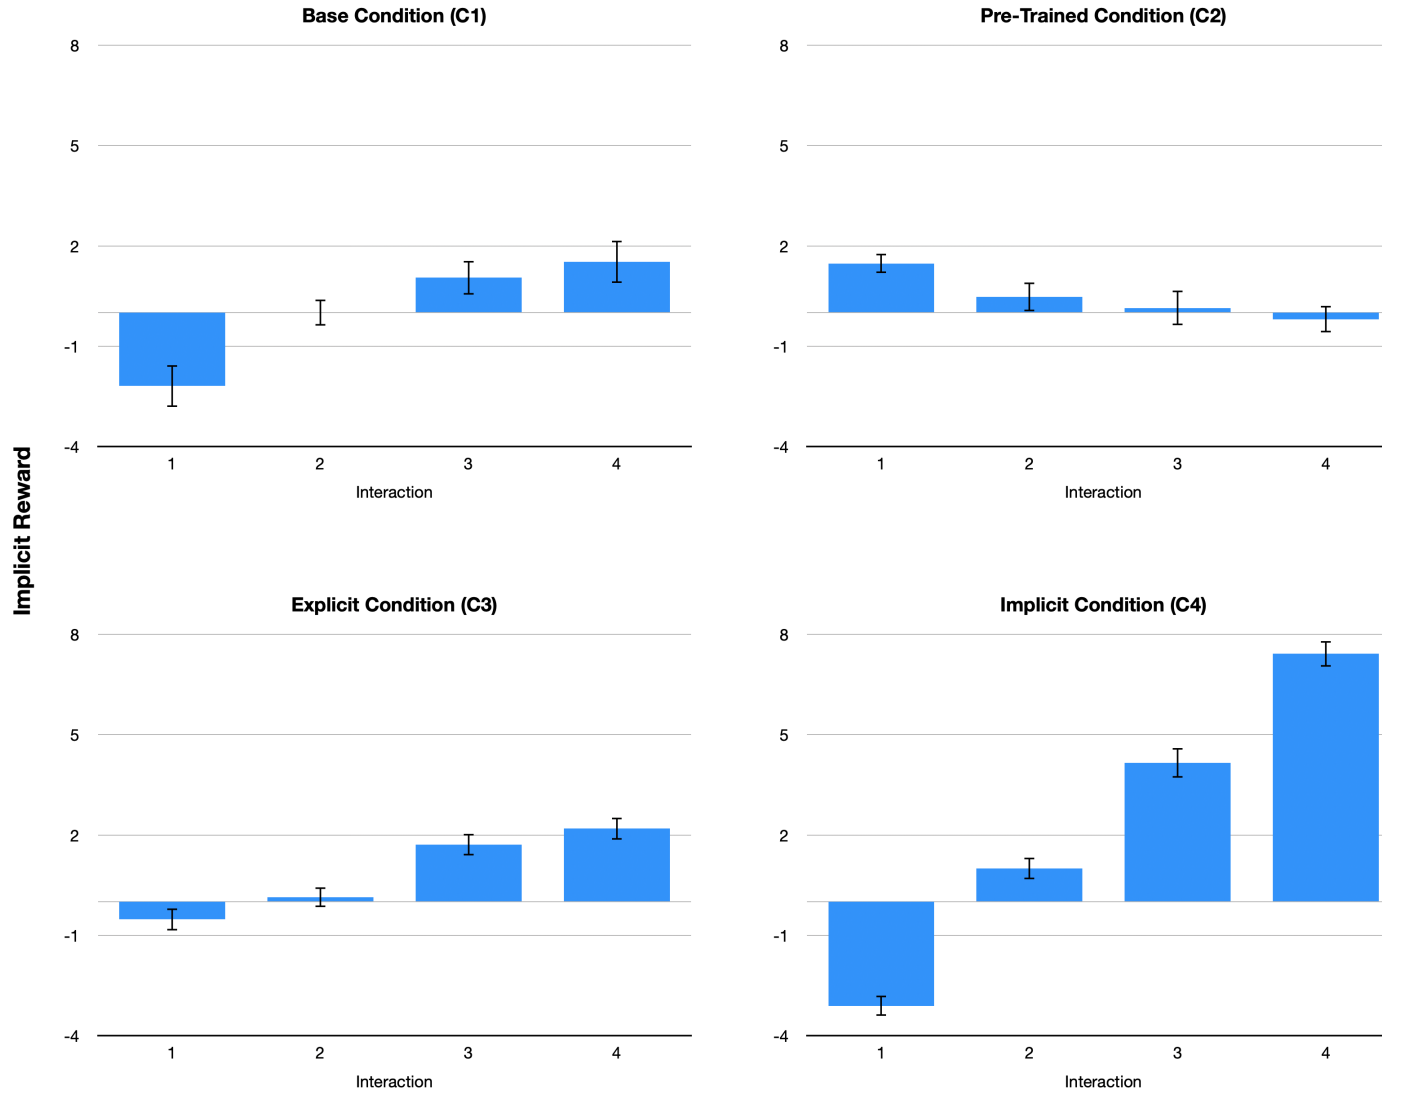 Base Condition (C1)
8
5
2
-1
-4
1 2 3 4
Interaction
Pre-Trained Condition (C2)
8
5
2
-1
-4
1 2 3 4
Interaction
Implicit Reward
Explicit Condition (C3)
8
5
2
-1
-4
1 2 3 4
Interaction
Implicit Condition (C4)
8
5
2
-1
-4
1 2 3 4
Interaction